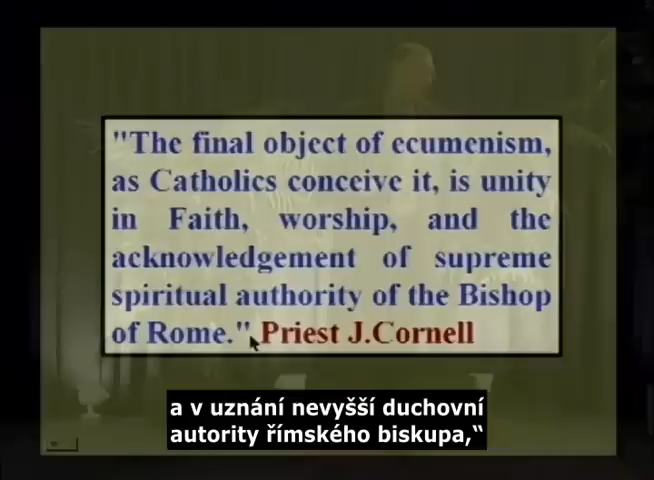 "The final object of ecumenism,
as Catholics conceive it, is unity
in Faith, worship, and the
acknowledgement of supreme
spiritual authority of the Bishop
of Rome." Priest J.Cornell
a v uznání nevyšší duchovní
autority římského biskupa,“